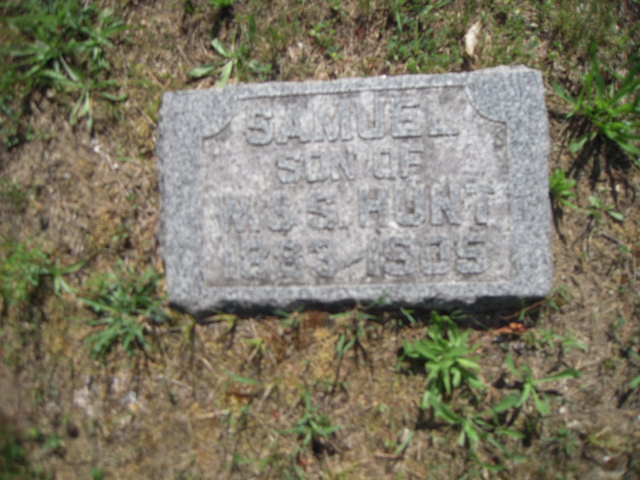 SAMUEL
SON OF
W. & S. HUNT
1883 – 1905